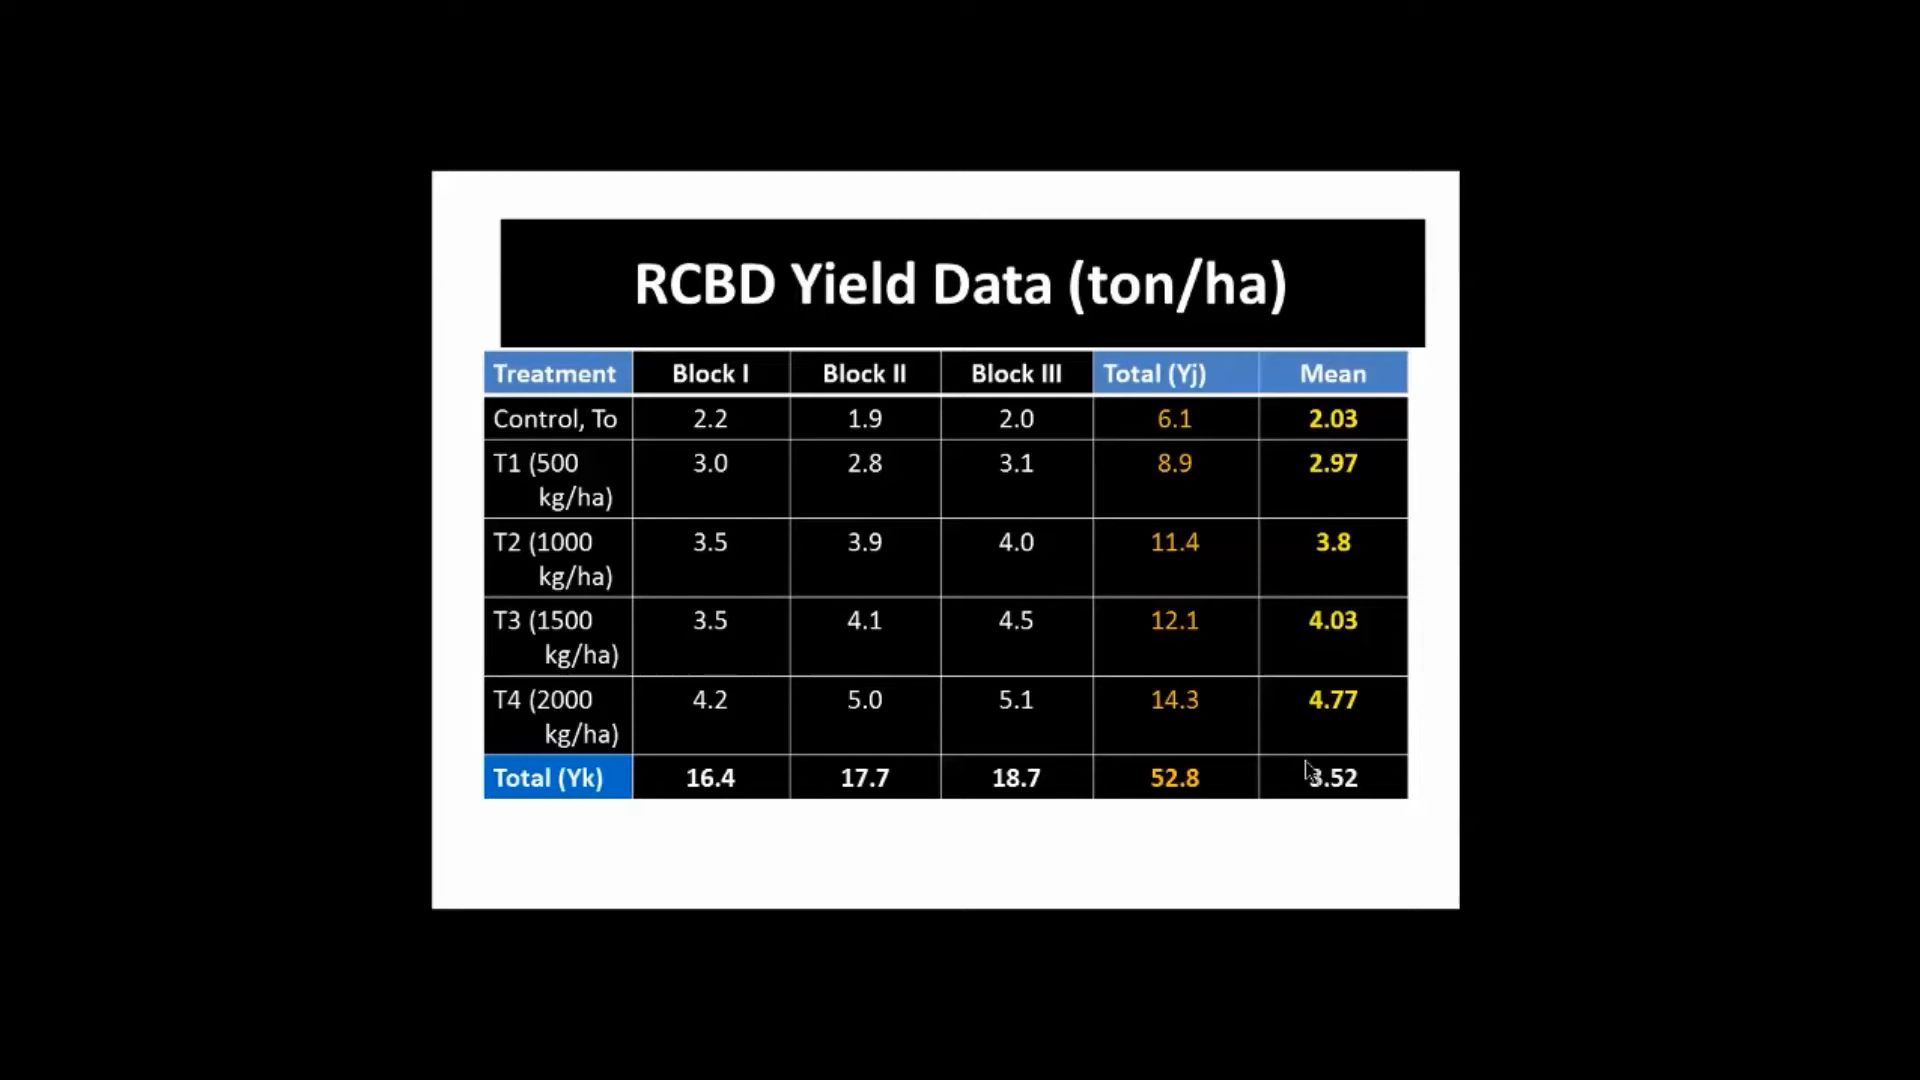 RCBD Yield Data (ton/ha)
Treatment Block I Block II Block III Total (Yj) Mean
Control, To 2.2 1.9 2.0 6.1 2.03
T1 (500 3.0 2.8 3.1 8.9 2.97
kg/ha)
T2 (1000 3.5 3.9 4.0 11.4 3.8
kg/ha)
T3 (1500 3.5 4.1 4.5 12.1 4.03
kg/ha)
T4 (2000 4.2 5.0 5.1 14.3 4.77
kg/ha)
Total (Yk) 16.4 17.7 18.7 52.8 3.52